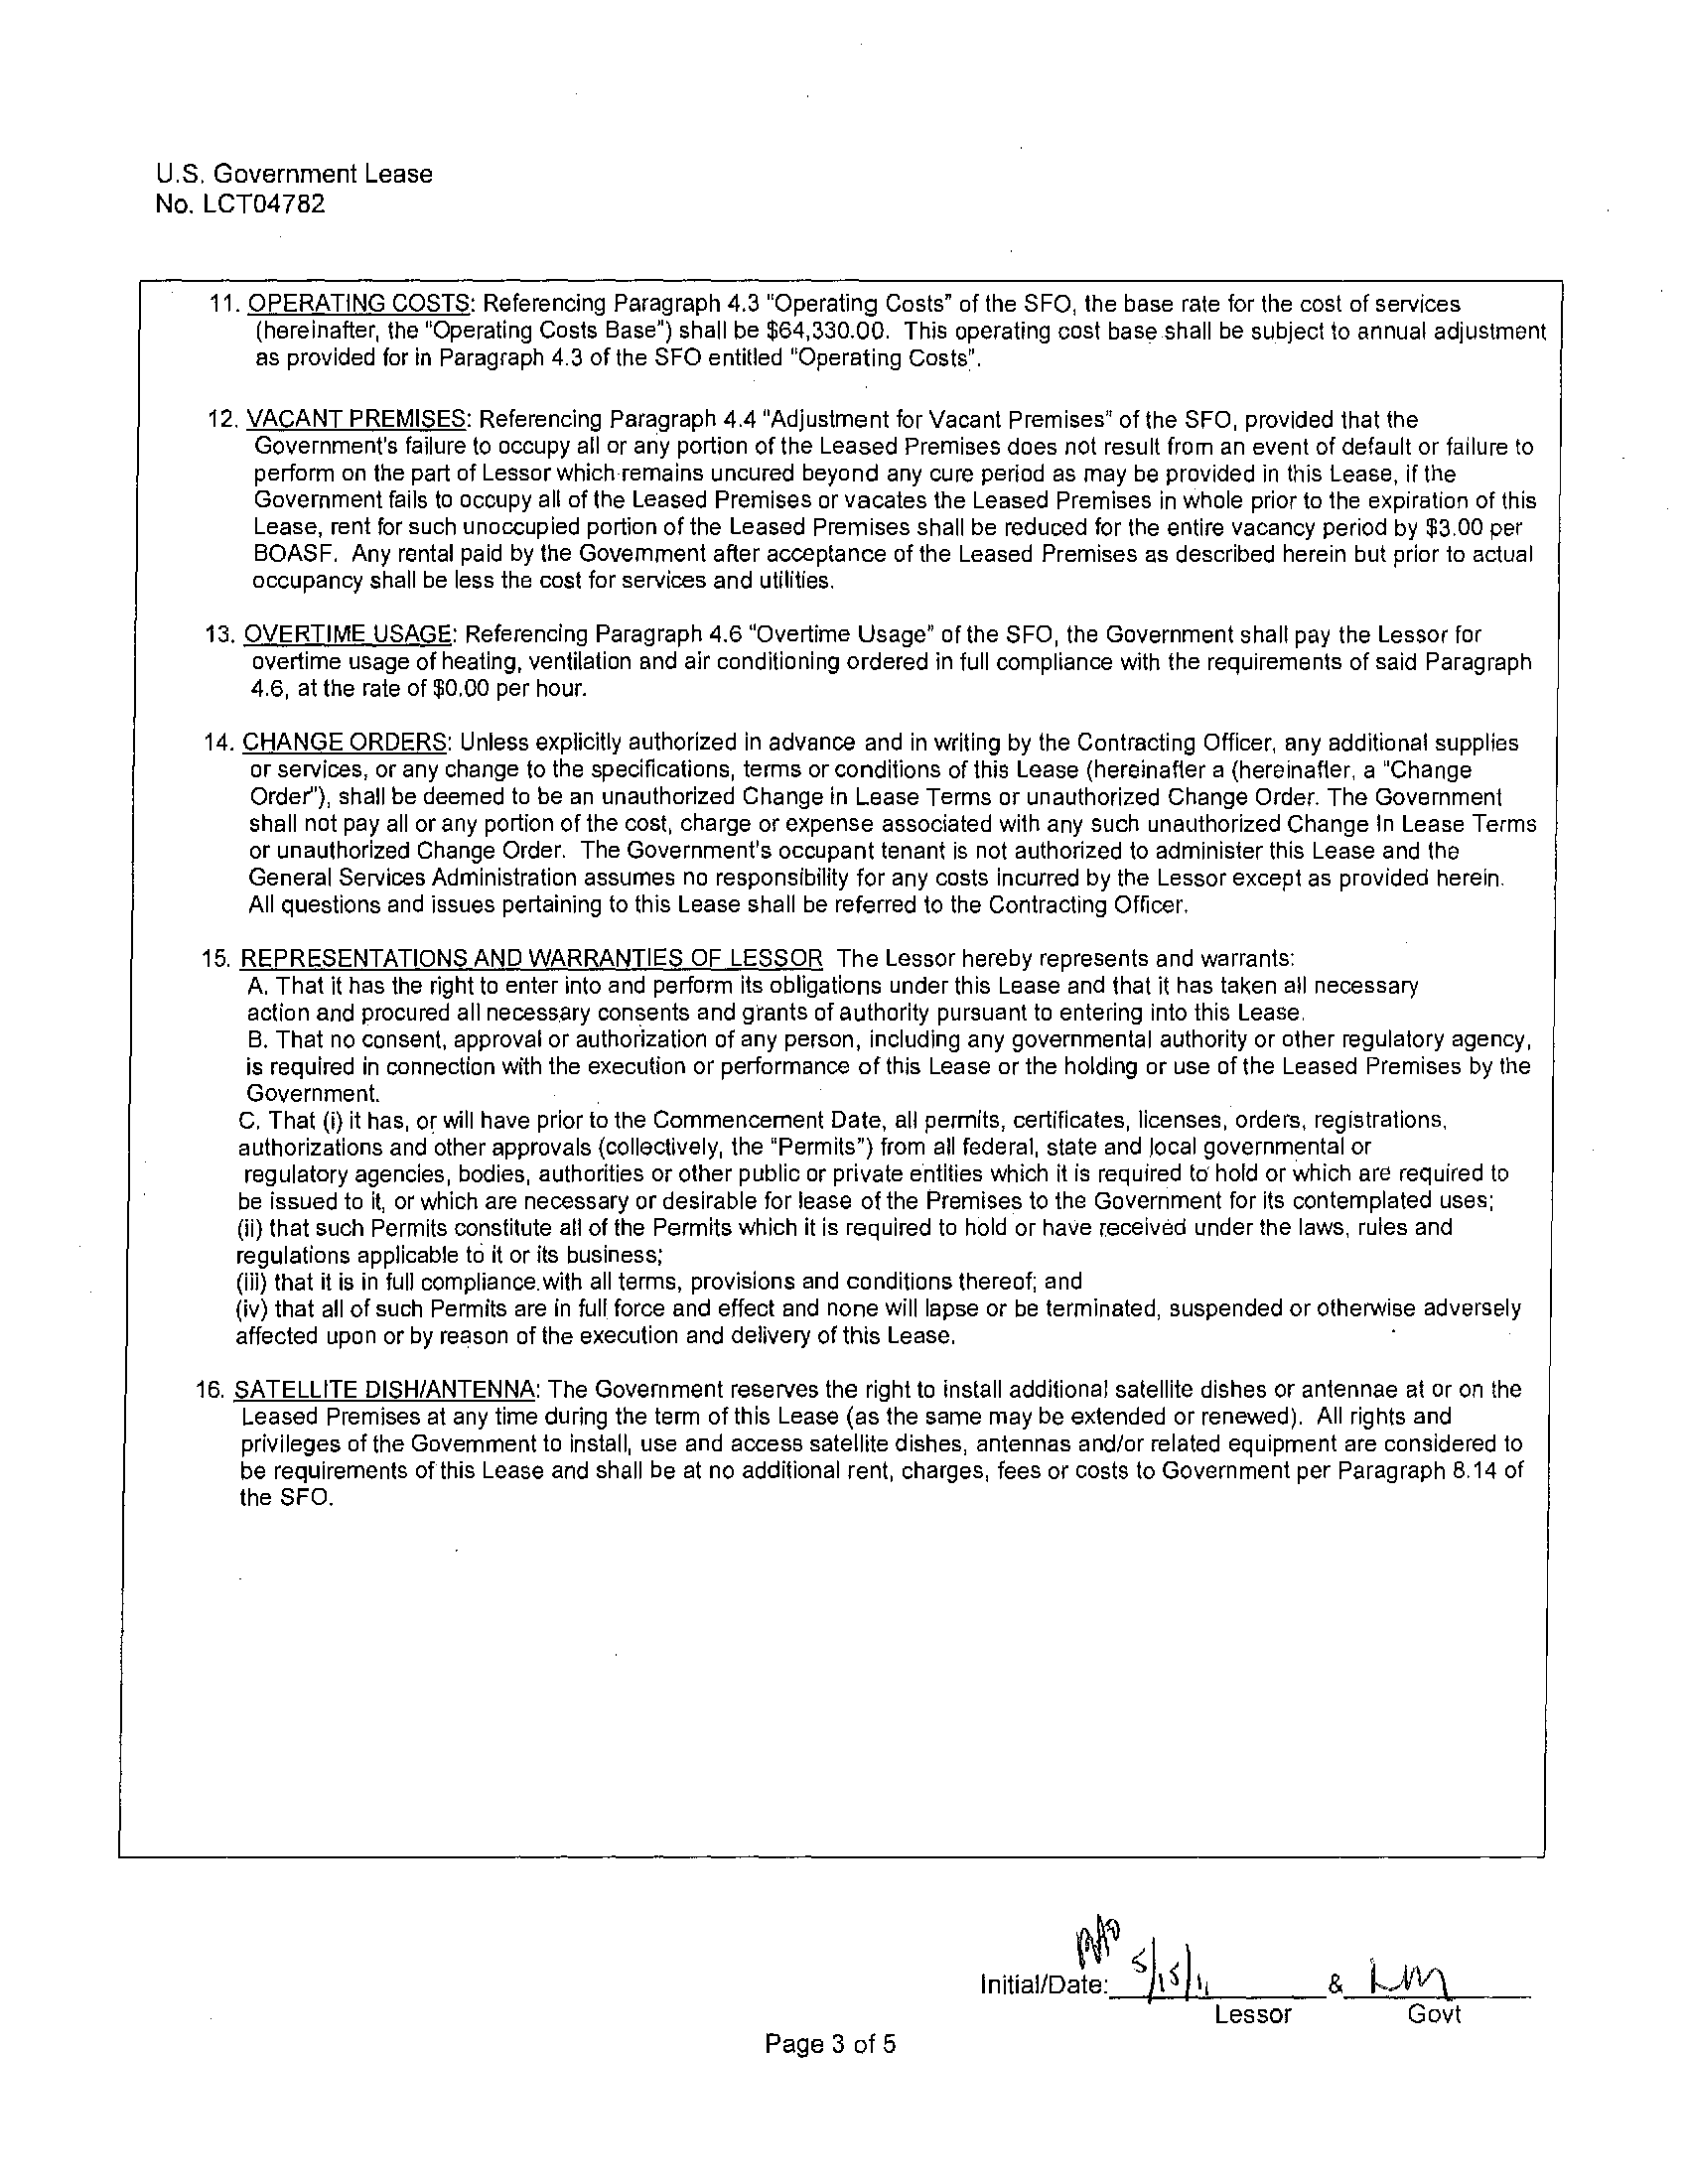 U.S. Government Lease
No. LCT04782
11. OPERATING COSTS: Referencing Paragraph 4.3 "Operating Costs" of the SFO, the base rate for the cost of services
(hereinafter, the "Operating Costs Base") shall be $64,330.00. This operating cost base shall be subject to annual adjustment
as provided for in Paragraph 4.3 of the SFO entitled "Operating Costs".
12. VACANT PREMISES: Referencing Paragraph 4.4 "Adjustment for Vacant Premises" of the SFO, provided that the
Government's failure to occupy all or any portion of the Leased Premises does not result from an event of default or failure to
perform on the part of Lessor which remains uncured beyond any cure period as may be provided in this Lease, if the
Government fails to occupy all of the Leased Premises or vacates the Leased Premises in whole prior to the expiration of this
Lease, rent for such unoccupied portion of the Leased Premises shall be reduced for the entire vacancy period by $3.00 per
BOASF. Any rental paid by the Government after acceptance of the Leased Premises as described herein but prior to actual
occupancy shall be less the cost for services and utilities.
13. OVERTIME USAGE: Referencing Paragraph 4.6 "Overtime Usage" of the SFO, the Government shall pay the Lessor for
overtime usage of heating, ventilation and air conditioning ordered in full compliance with the requirements of said Paragraph
4.6, at the rate of $0.00 per hour.
14. CHANGE ORDERS: Unless explicitly authorized in advance and in writing by the Contracting Officer, any additional supplies
or services, or any change to the specifications, terms or conditions of this Lease (hereinafter a (hereinafter, a "Change
Order"), shall be deemed to be an unauthorized Change in Lease Terms or unauthorized Change Order. The Government
shall not pay all or any portion of the cost, charge or expense associated with any such unauthorized Change In Lease Terms
or unauthorized Change Order. The Government's occupant tenant is not authorized to administer this Lease and the
General Services Administration assumes no responsibility for any costs incurred by the Lessor except as provided herein.
All questions and issues pertaining to this Lease shall be referred to the Contracting Officer.
15. REPRESENTATIONS AND WARRANTIES OF LESSOR The Lessor hereby represents and warrants:
A. That it has the right to enter into and perform its obligations under this Lease and that it has taken all necessary
action and procured all necessary consents and grants of authority pursuant to entering into this Lease.
B. That no consent, approval or authorization of any person, including any governmental authority or other regulatory agency,
is required in connection with the execution or performance of this Lease or the holding or use of the Leased Premises by the
Government.
C. That (i) it has, or will have prior to the Commencement Date, all permits, certificates, licenses, orders, registrations,
authorizations and other approvals (collectively, the "Permits") from all federal, state and local governmental or
regulatory agencies, bodies, authorities or other public or private entities which it is required to hold or which are required to
be issued to it, or which are necessary or desirable for lease of the Premises to the Government for its contemplated uses;
(ii) that such Permits constitute all of the Permits which it is required to hold or have received under the laws, rules and
regulations applicable to it or its business;
(iii) that it is in full compliance with all terms, provisions and conditions thereof; and
(iv) that all of such Permits are in full force and effect and none will lapse or be terminated, suspended or otherwise adversely
affected upon or by reason of the execution and delivery of this Lease.
16. SATELLITE DISH/ANTENNA: The Government reserves the right to install additional satellite dishes or antennae at or on the
Leased Premises at any time during the term of this Lease (as the same may be extended or renewed). All rights and
privileges of the Government to install, use and access satellite dishes, antennas and/or related equipment are considered to
be requirements of this Lease and shall be at no additional rent, charges, fees or costs to Government per Paragraph 8.14 of
the SFO.
Initial/Date: 5/15/11 & LM
Lessor Govt
Page 3 of 5